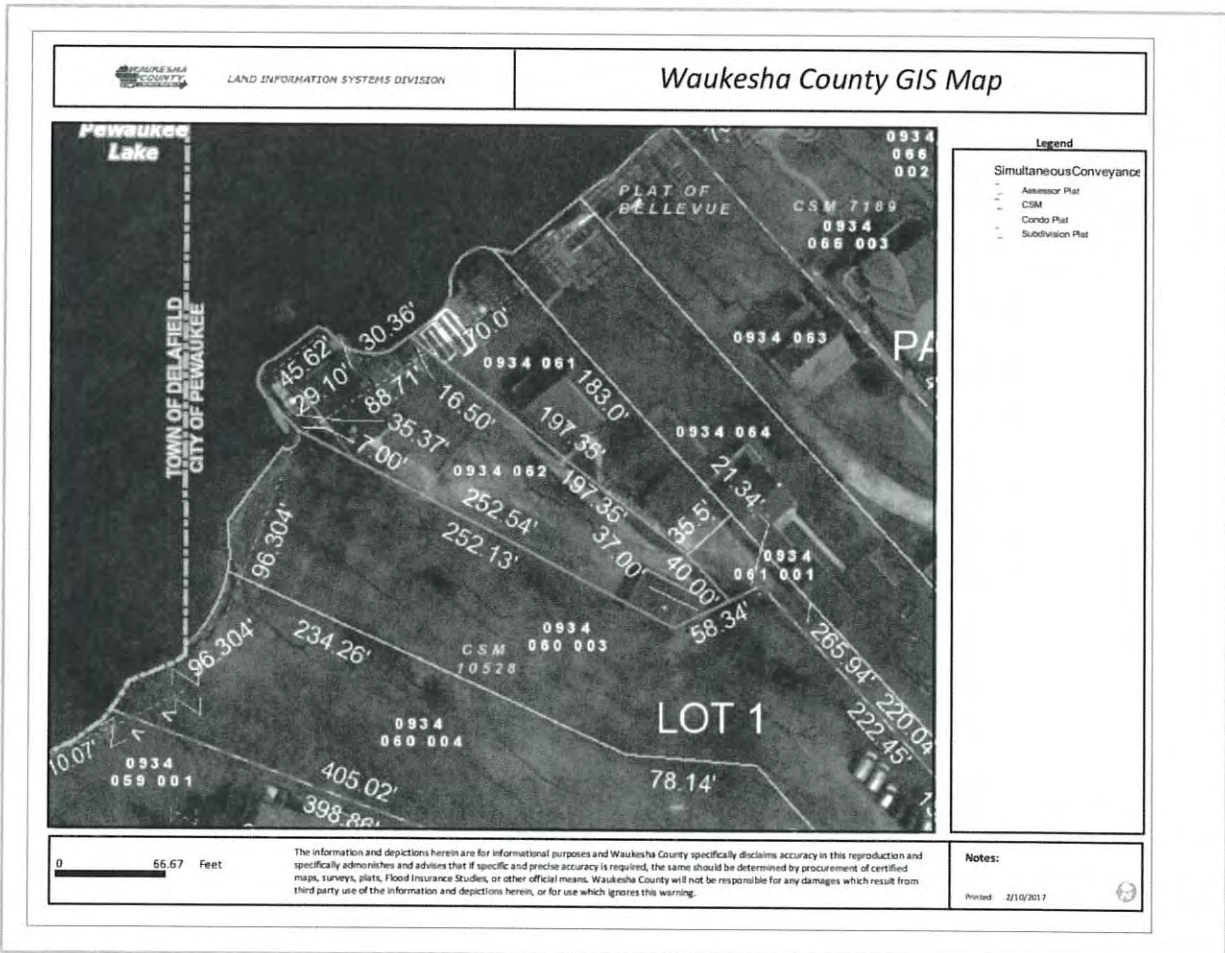 WAUKESHA
COUNTY
LAND INFORMATION SYSTEMS DIVISION
Waukesha County GIS Map
Pewaukee
Lake
TOWN OF DELAFIELD
CITY OF PEWAUKEE
PLAT OF
BELLEVUE
CSM 7189
0934
066 003
0934
066
002
0934 063
PA
30.36'
70.0'
45.62'
29.10'
88.71'
0934 061
183.0'
16.50'
197.35'
35.37'
7.00'
0934 062
0934 064
21.34'
197.35'
252.54'
252.13'
37.00'
35.5'
40.00'
0934
061 001
58.34'
96.304'
96.304'
234.26'
CSM
10528
0934
060 003
265.94'
220.04'
222.45'
LOT 1
0934
060 004
78.14'
10.07'
0934
059 001
405.02'
398.86'
Legend
SimultaneousConveyance
Assessor Plat
CSM
Condo Plat
Subdivision Plat
0 66.67 Feet
The information and depictions herein are for informational purposes and Waukesha County specifically disclaims accuracy in this reproduction and
specifically admonishes and advises that if specific and precise accuracy is required, the same should be determined by procurement of certified
maps, surveys, plats, Flood Insurance Studies, or other official means. Waukesha County will not be responsible for any damages which result from
third party use of the information and depictions herein, or for use which ignores this warning.
Notes:
Printed: 2/10/2017